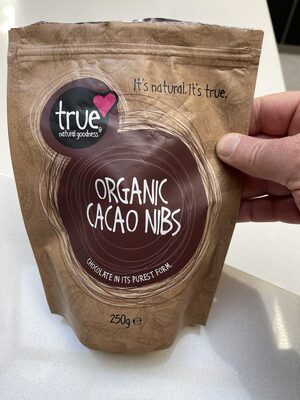 It's natural. It's true.
true
natural goodness®
ORGANIC
CACAO NIBS
CHOCOLATE IN ITS PUREST FORM
250g ℮